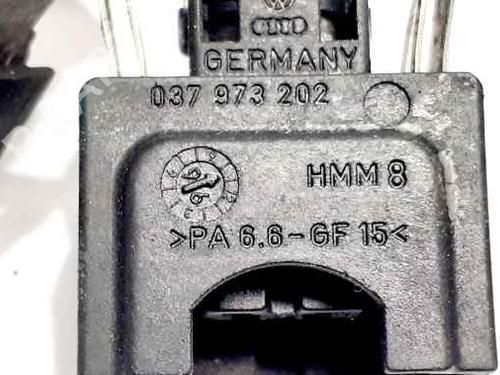 GERMANY
037 973 202
HMM 8
>PA 6.6-GF 15<